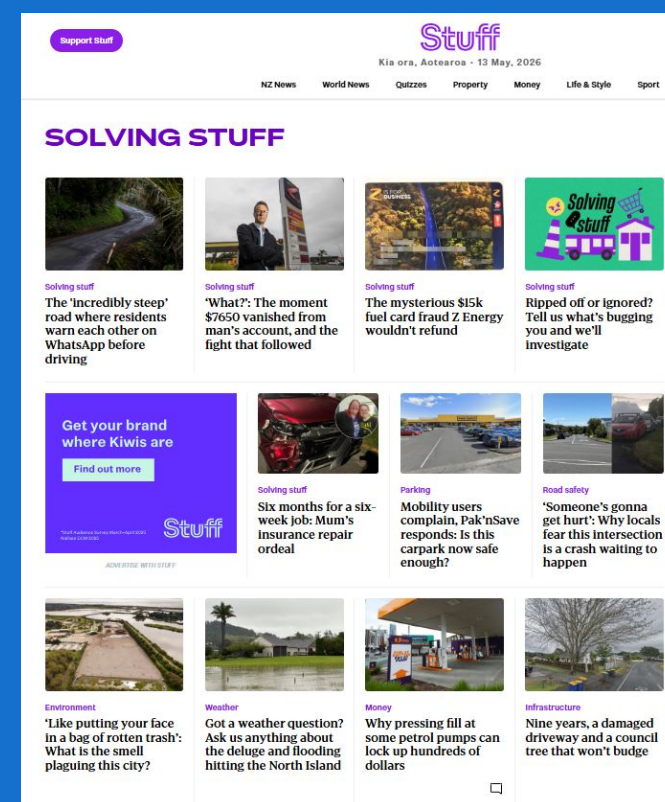 Support Stuff
Stuff
Kia ora, Aotearoa • 13 May, 2026
NZ News World News Quizzes Property Money Life & Style Sport
SOLVING STUFF
Z IS FOR
BUSINESS
Solving
stuff
Solving stuff
The 'incredibly steep'
road where residents
warn each other on
WhatsApp before
driving
Solving stuff
'What?': The moment
$7650 vanished from
man's account, and the
fight that followed
Solving stuff
The mysterious $15k
fuel card fraud Z Energy
wouldn't refund
Solving stuff
Ripped off or ignored?
Tell us what's bugging
you and we'll
investigate
Get your brand
where Kiwis are
Find out more
Stuff
ADVERTISE WITH STUFF
Solving stuff
Six months for a six-
week job: Mum's
insurance repair
ordeal
Parking
Mobility users
complain, Pak'nSave
responds: Is this
carpark now safe
enough?
Road safety
'Someone's gonna
get hurt': Why locals
fear this intersection
is a crash waiting to
happen
Environment
'Like putting your face
in a bag of rotten trash':
What is the smell
plaguing this city?
Weather
Got a weather question?
Ask us anything about
the deluge and flooding
hitting the North Island
Money
Why pressing fill at
some petrol pumps can
lock up hundreds of
dollars
Infrastructure
Nine years, a damaged
driveway and a council
tree that won't budge